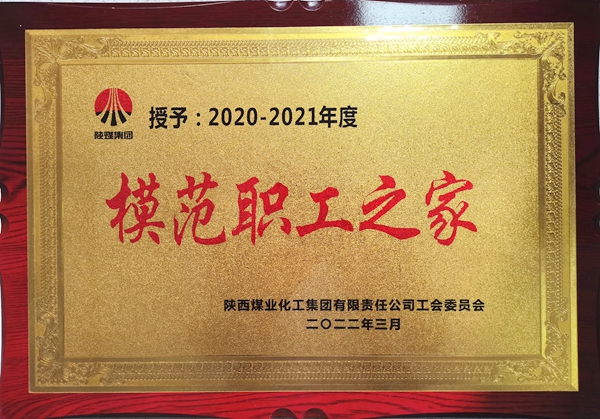 陕煤集团
授予：2020-2021年度
模范职工之家
陕西煤业化工集团有限责任公司工会委员会
二〇二二年三月